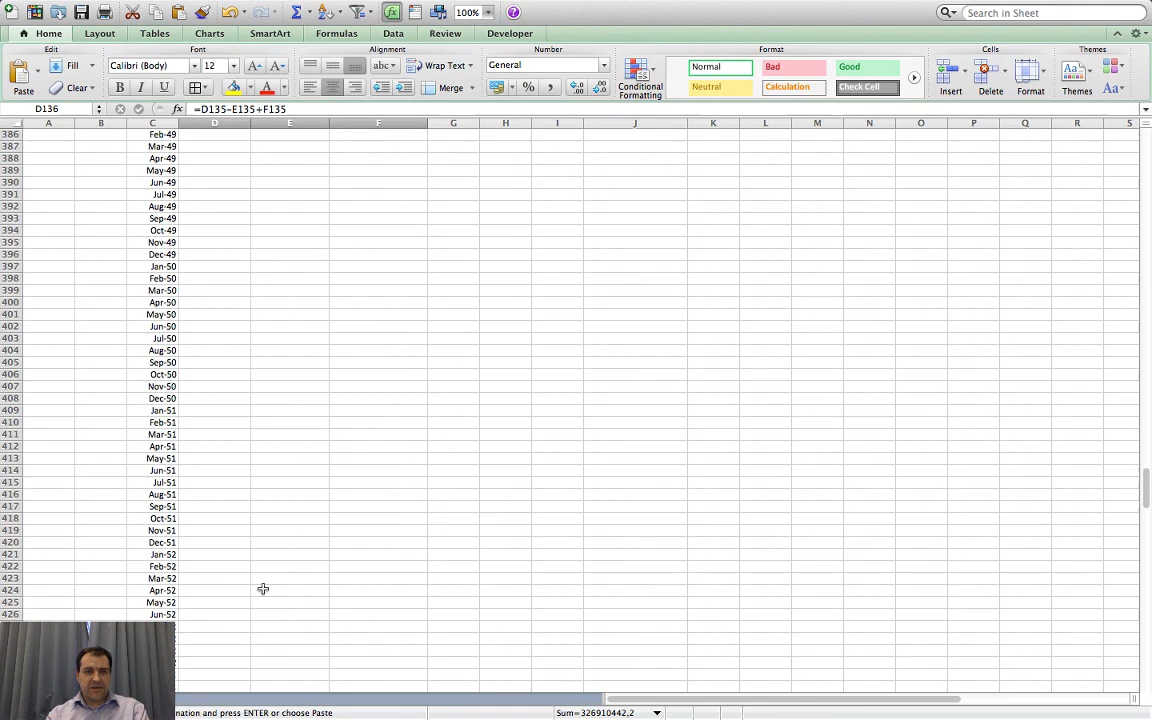 100%
Search in Sheet
Home Layout Tables Charts SmartArt Formulas Data Review Developer
Edit Font Alignment Number Format Cells Themes
Fill Calibri (Body) 12 A A abc Wrap Text General Normal Bad Good
Paste Clear B I U A Merge % , Conditional Formatting Neutral Calculation Check Cell Insert Delete Format Themes Aa
D136 fx =D135-E135+F135
A B C D E F G H I J K L M N O P Q R S
386 Feb-49
387 Mar-49
388 Apr-49
389 May-49
390 Jun-49
391 Jul-49
392 Aug-49
393 Sep-49
394 Oct-49
395 Nov-49
396 Dec-49
397 Jan-50
398 Feb-50
399 Mar-50
400 Apr-50
401 May-50
402 Jun-50
403 Jul-50
404 Aug-50
405 Sep-50
406 Oct-50
407 Nov-50
408 Dec-50
409 Jan-51
410 Feb-51
411 Mar-51
412 Apr-51
413 May-51
414 Jun-51
415 Jul-51
416 Aug-51
417 Sep-51
418 Oct-51
419 Nov-51
420 Dec-51
421 Jan-52
422 Feb-52
423 Mar-52
424 Apr-52
425 May-52
426 Jun-52
nation and press ENTER or choose Paste Sum=326910442,2